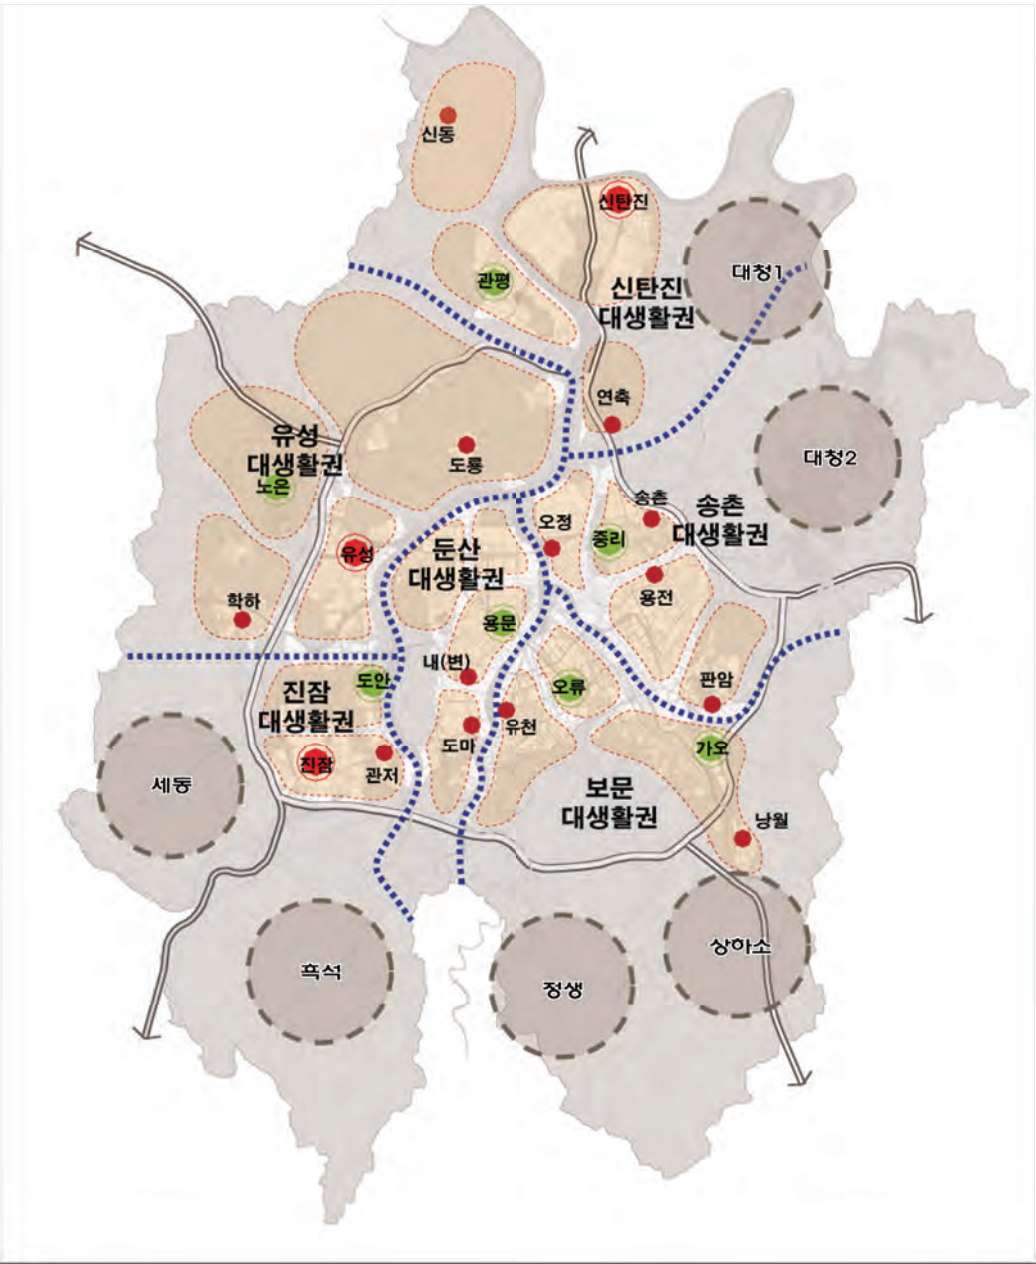 신동
신탄진
관평
대청1
신탄진
대생활권
연축
유성
대생활권
노은
도룡
대청2
송촌
송촌
대생활권
오정
중리
둔산
대생활권
유성
용전
학하
용문
내(변)
도안
오류
판암
진잠
대생활권
유천
도마
가오
진잠
관저
세동
보문
대생활권
낭월
상하소
흑석
정생